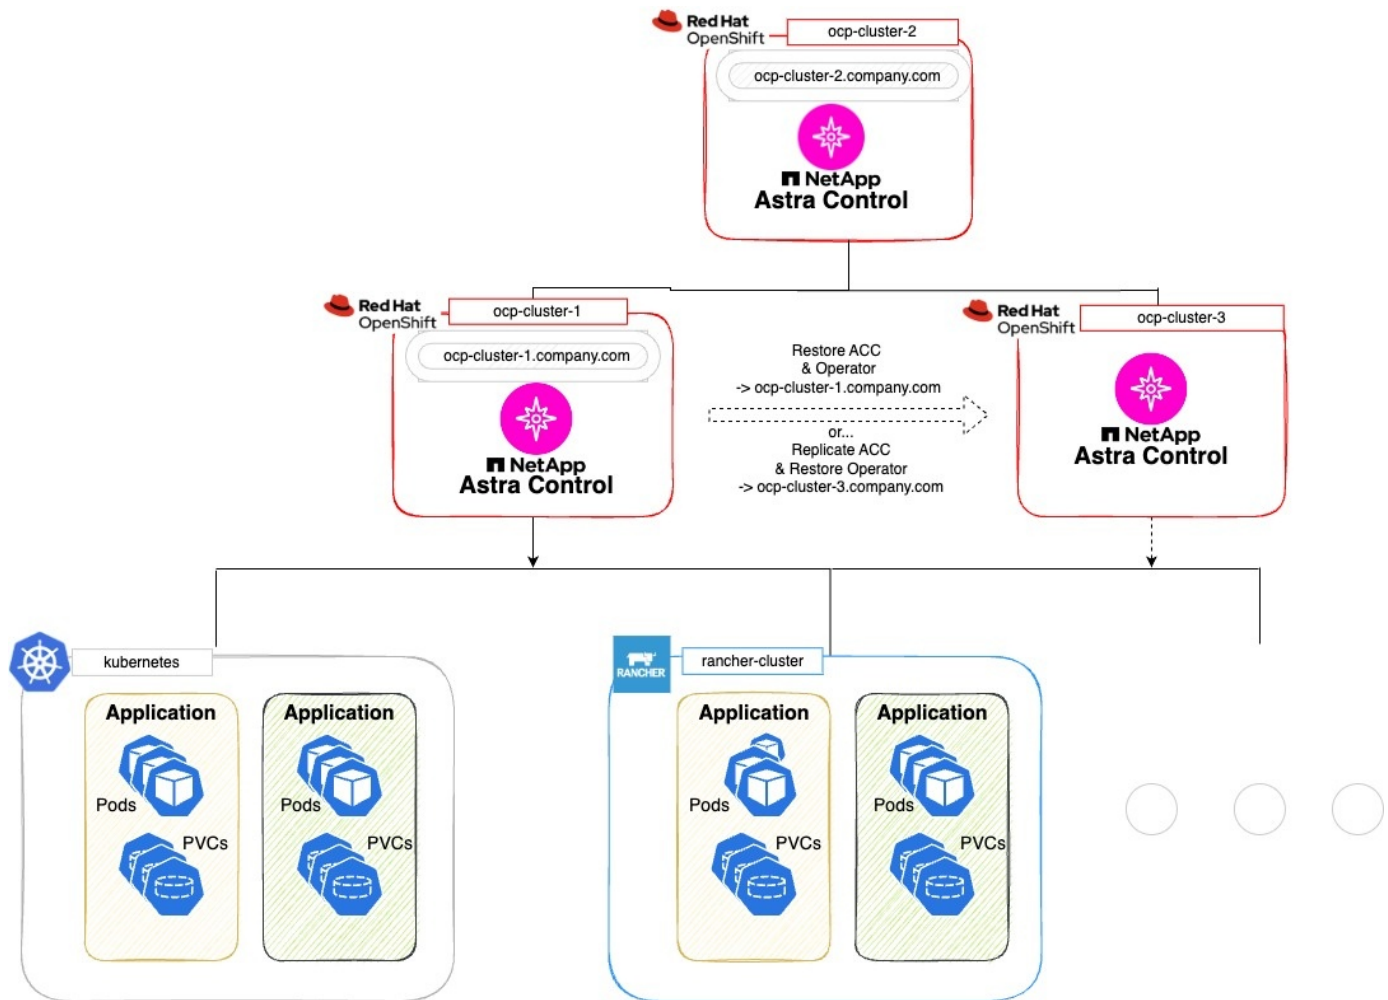 Red Hat
OpenShift
ocp-cluster-2
ocp-cluster-2.company.com
NetApp
Astra Control
Red Hat
OpenShift
ocp-cluster-1
ocp-cluster-1.company.com
NetApp
Astra Control
Restore ACC
& Operator
-> ocp-cluster-1.company.com
or...
Replicate ACC
& Restore Operator
-> ocp-cluster-3.company.com
Red Hat
OpenShift
ocp-cluster-3
NetApp
Astra Control
kubernetes
Application
Pods
PVCs
Application
Pods
PVCs
RANCHER
rancher-cluster
Application
Pods
PVCs
Application
Pods
PVCs